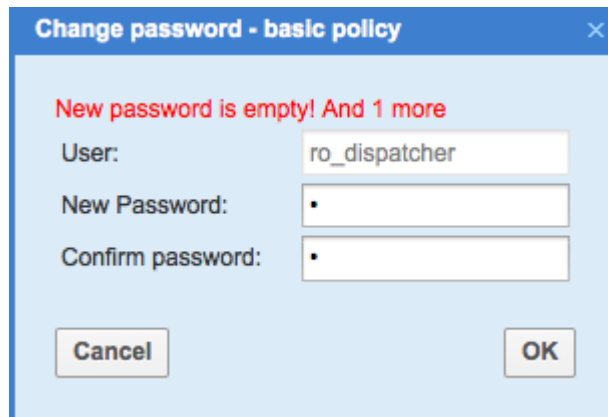 Change password - basic policy ×
New password is empty! And 1 more
User: ro_dispatcher
New Password: •
Confirm password: •
Cancel OK